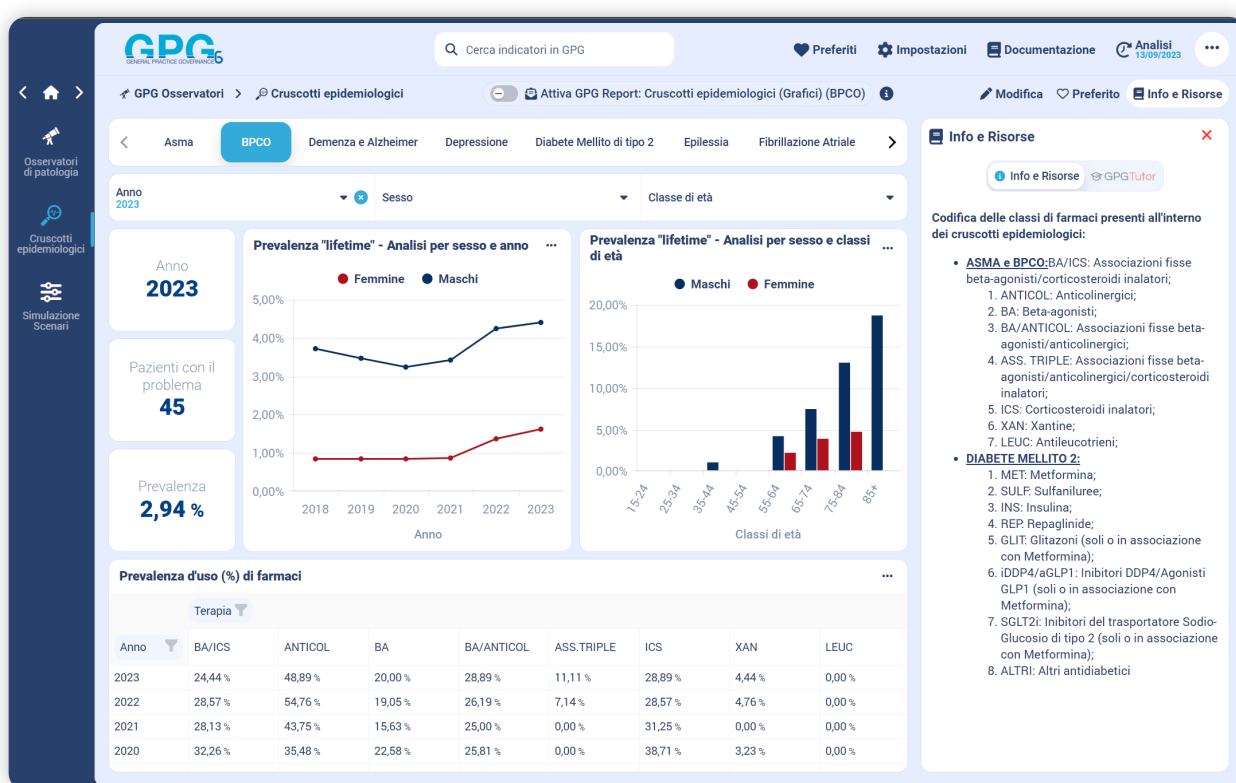 GPG6
GENERAL PRACTICE GOVERNANCE
Cerca indicatori in GPG
Preferiti
Impostazioni
Documentazione
Analisi
13/09/2023
GPG Osservatori > Cruscotti epidemiologici
Attiva GPG Report: Cruscotti epidemiologici (Grafici) (BPCO)
Modifica
Preferito
Info e Risorse
Osservatori
di patologia
Cruscotti
epidemiologici
Simulazione
Scenari
Asma
BPCO
Demenza e Alzheimer
Depressione
Diabete Mellito di tipo 2
Epilessia
Fibrillazione Atriale
Anno
2023
Sesso
Classe di età
Anno
2023
Pazienti con il
problema
45
Prevalenza
2,94 %
Prevalenza "lifetime" - Analisi per sesso e anno
Femmine
Maschi
5,00%
4,00%
3,00%
2,00%
1,00%
0,00%
2018 2019 2020 2021 2022 2023
Anno
Prevalenza "lifetime" - Analisi per sesso e classi
di età
Maschi
Femmine
20,00%
15,00%
10,00%
5,00%
0,00%
15-24 25-34 35-44 45-54 55-64 65-74 75-84 85+
Classi di età
Prevalenza d'uso (%) di farmaci
Terapia
Anno BA/ICS ANTICOL BA BA/ANTICOL ASS.TRIPLE ICS XAN LEUC
2023 24,44 % 48,89 % 20,00 % 28,89 % 11,11 % 28,89 % 4,44 % 0,00 %
2022 28,57 % 54,76 % 19,05 % 26,19 % 7,14 % 28,57 % 4,76 % 0,00 %
2021 28,13 % 43,75 % 15,63 % 25,00 % 0,00 % 31,25 % 0,00 % 0,00 %
2020 32,26 % 35,48 % 22,58 % 25,81 % 0,00 % 38,71 % 3,23 % 0,00 %
Info e Risorse
Info e Risorse
GPGTutor
Codifica delle classi di farmaci presenti all'interno
dei cruscotti epidemiologici:
ASMA e BPCO:BA/ICS: Associazioni fisse
beta-agonisti/corticosteroidi inalatori;
1. ANTICOL: Anticolinergici;
2. BA: Beta-agonisti;
3. BA/ANTICOL: Associazioni fisse beta-
agonisti/anticolinergici;
4. ASS. TRIPLE: Associazioni fisse beta-
agonisti/anticolinergici/corticosteroidi
inalatori;
5. ICS: Corticosteroidi inalatori;
6. XAN: Xantine;
7. LEUC: Antileucotrieni;
DIABETE MELLITO 2:
1. MET: Metformina;
2. SULF: Sulfaniluree;
3. INS: Insulina;
4. REP: Repaglinide;
5. GLIT: Glitazoni (soli o in associazione
con Metformina);
6. iDDP4/aGLP1: Inibitori DDP4/Agonisti
GLP1 (soli o in associazione con
Metformina);
7. SGLT2i: Inibitori del trasportatore Sodio-
Glucosio di tipo 2 (soli o in associazione
con Metformina);
8. ALTRI: Altri antidiabetici